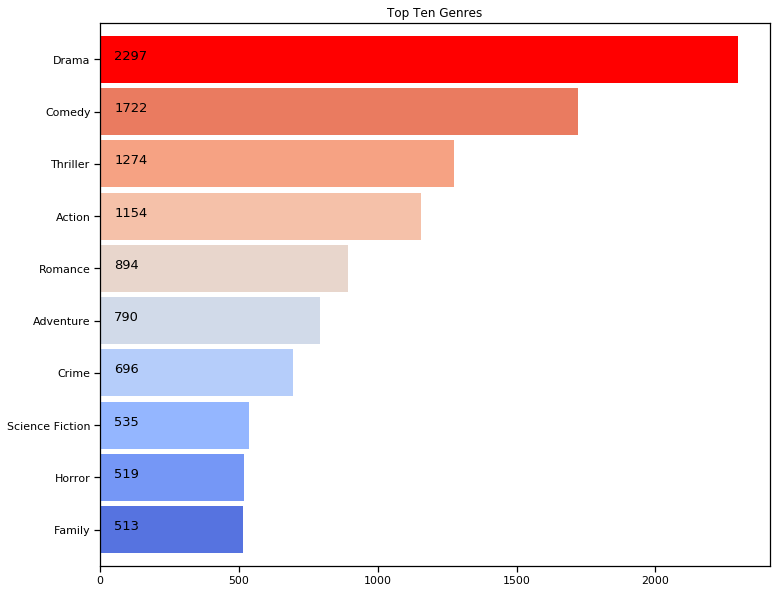 Top Ten Genres
Drama 2297
Comedy 1722
Thriller 1274
Action 1154
Romance 894
Adventure 790
Crime 696
Science Fiction 535
Horror 519
Family 513
0 500 1000 1500 2000